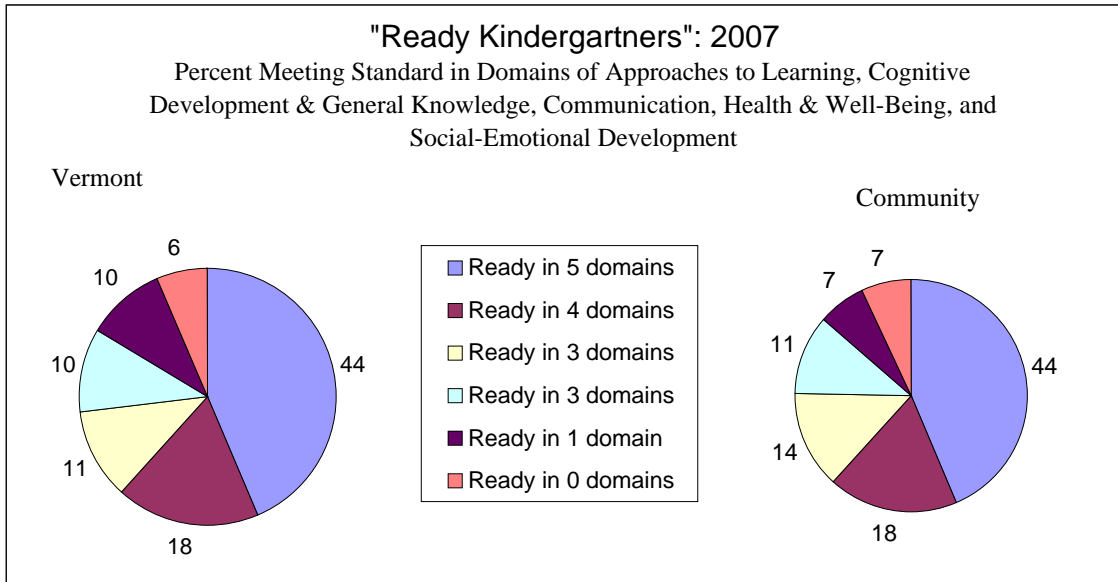 "Ready Kindergartners": 2007
Percent Meeting Standard in Domains of Approaches to Learning, Cognitive
Development & General Knowledge, Communication, Health & Well-Being, and
Social-Emotional Development
Vermont
6
10
10
11
18
44
Ready in 5 domains
Ready in 4 domains
Ready in 3 domains
Ready in 3 domains
Ready in 1 domain
Ready in 0 domains
Community
7
7
11
14
18
44